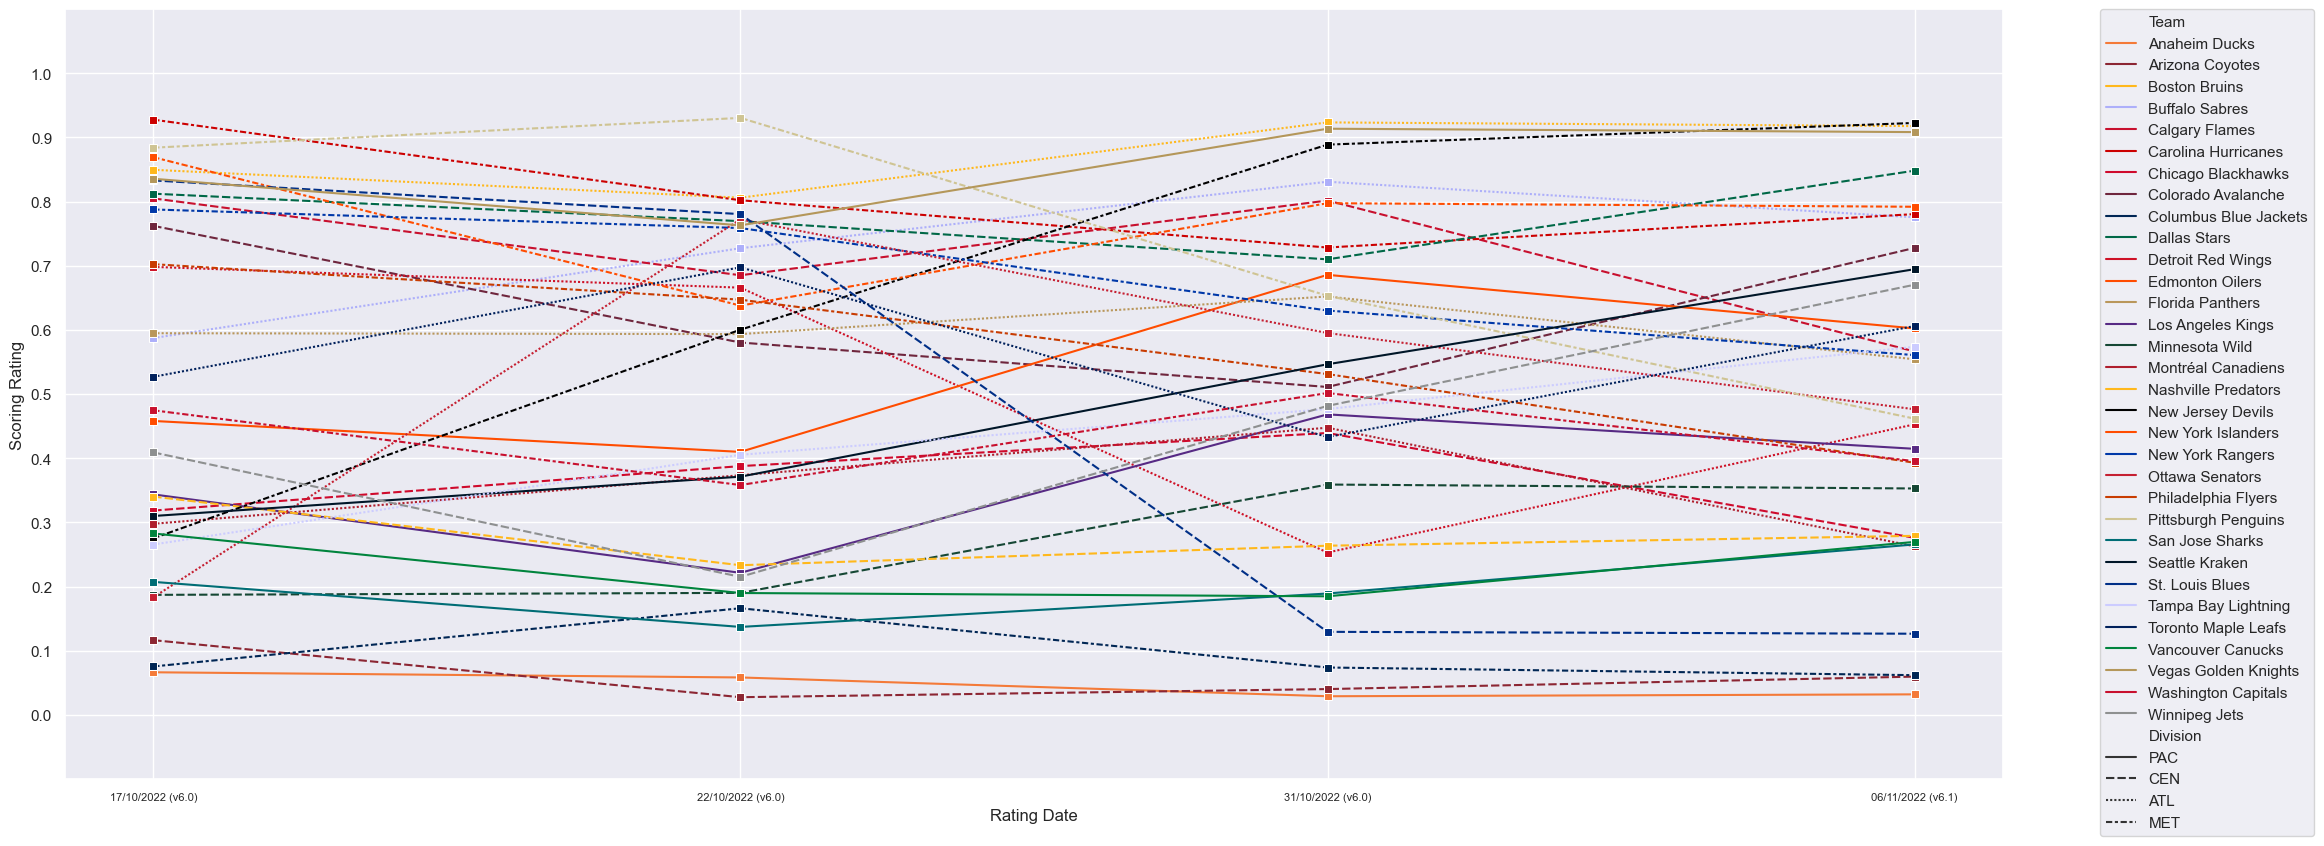 1.0
0.9
0.8
0.7
0.6
0.5
0.4
0.3
0.2
0.1
0.0
Scoring Rating
17/10/2022 (v6.0)
22/10/2022 (v6.0)
31/10/2022 (v6.0)
06/11/2022 (v6.1)
Rating Date
Team
Anaheim Ducks
Arizona Coyotes
Boston Bruins
Buffalo Sabres
Calgary Flames
Carolina Hurricanes
Chicago Blackhawks
Colorado Avalanche
Columbus Blue Jackets
Dallas Stars
Detroit Red Wings
Edmonton Oilers
Florida Panthers
Los Angeles Kings
Minnesota Wild
Montréal Canadiens
Nashville Predators
New Jersey Devils
New York Islanders
New York Rangers
Ottawa Senators
Philadelphia Flyers
Pittsburgh Penguins
San Jose Sharks
Seattle Kraken
St. Louis Blues
Tampa Bay Lightning
Toronto Maple Leafs
Vancouver Canucks
Vegas Golden Knights
Washington Capitals
Winnipeg Jets
Division
PAC
CEN
ATL
MET